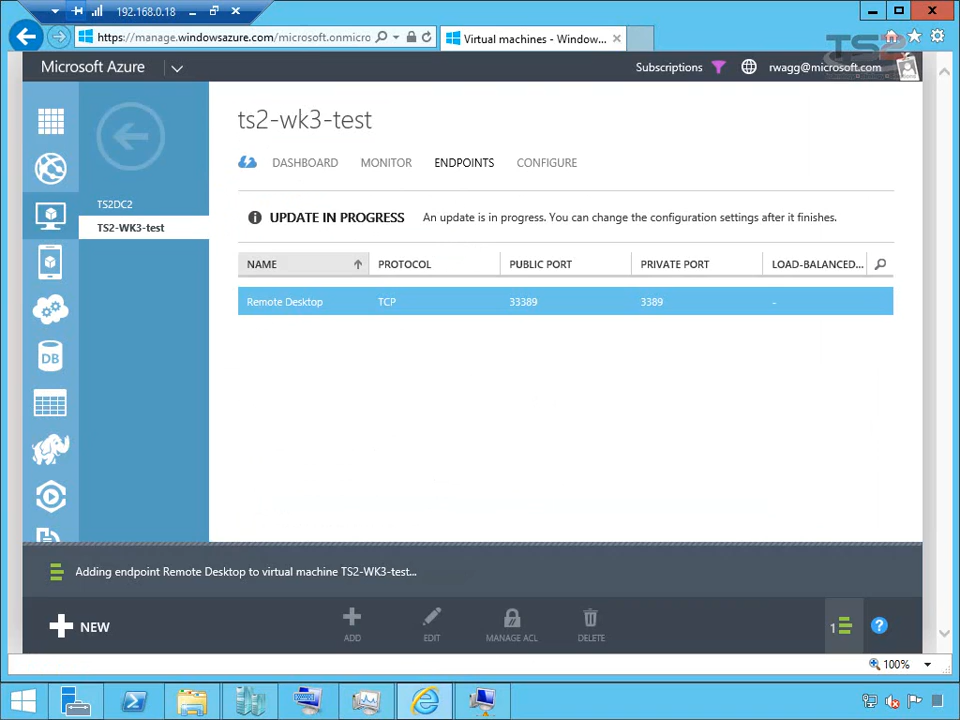 192.168.0.18
https://manage.windowsazure.com/microsoft.onmicro
Virtual machines - Window...
TS2
Microsoft Azure
Subscriptions
rwagg@microsoft.com
ts2-wk3-test
DASHBOARD MONITOR ENDPOINTS CONFIGURE
TS2DC2
TS2-WK3-test
UPDATE IN PROGRESS An update is in progress. You can change the configuration settings after it finishes.
NAME PROTOCOL PUBLIC PORT PRIVATE PORT LOAD-BALANCED...
Remote Desktop TCP 33389 3389 -
DB
Adding endpoint Remote Desktop to virtual machine TS2-WK3-test...
NEW
ADD EDIT MANAGE ACL DELETE
1
?
100%